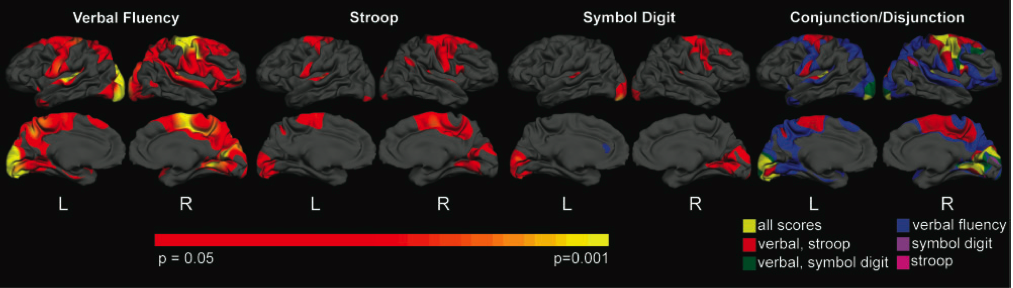 Verbal Fluency
Stroop
Symbol Digit
Conjunction/Disjunction
L
R
L
R
L
R
L
R
p = 0.05
p=0.001
all scores
verbal, stroop
verbal, symbol digit
verbal fluency
symbol digit
stroop